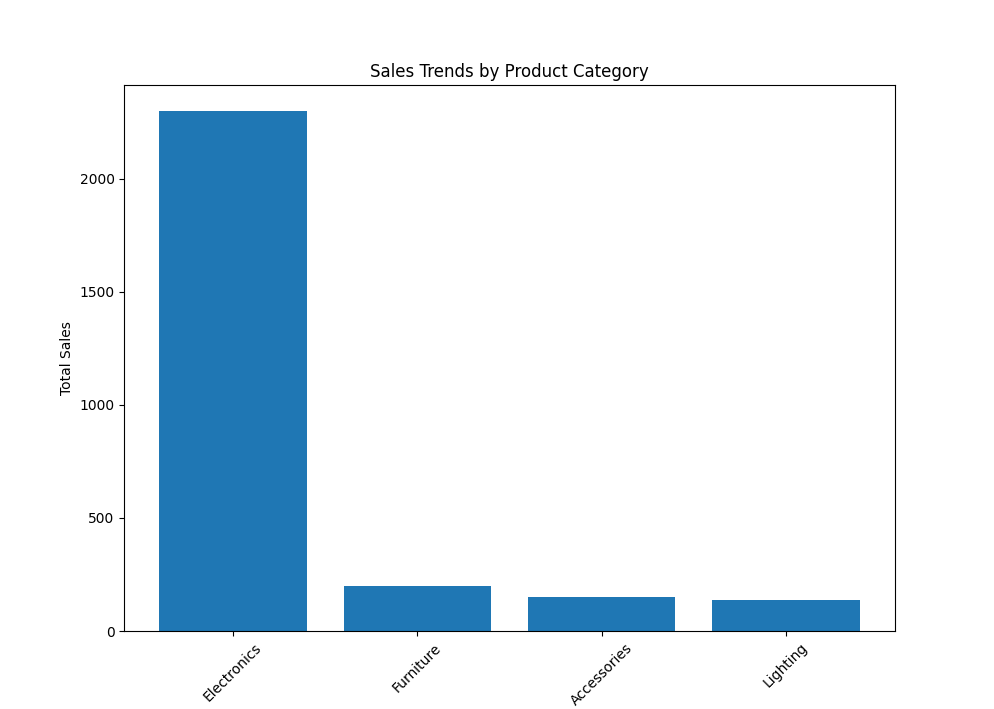 Sales Trends by Product Category
Total Sales
2000
1500
1000
500
0
Electronics
Furniture
Accessories
Lighting